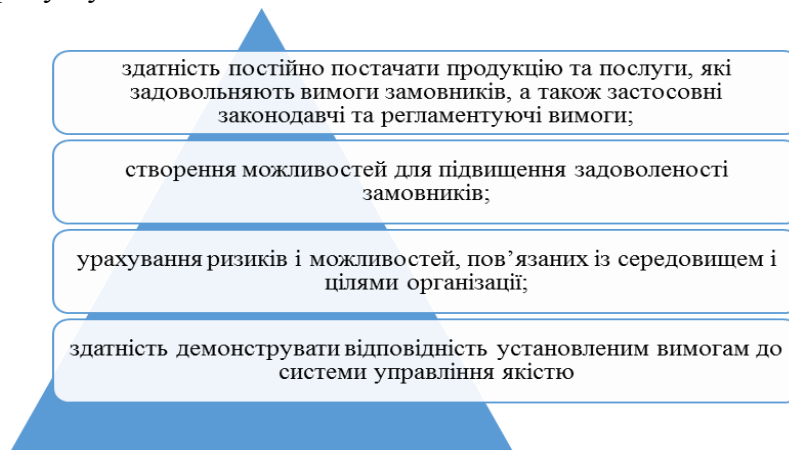 здатність постійно постачати продукцію та послуги, які
задовольняють вимоги замовників, а також застосовні
законодавчі та регламентуючі вимоги;
створення можливостей для підвищення задоволеності
замовників;
урахування ризиків і можливостей, пов’язаних із середовищем і
цілями організації;
здатність демонструвати відповідність установленим вимогам до
системи управління якістю